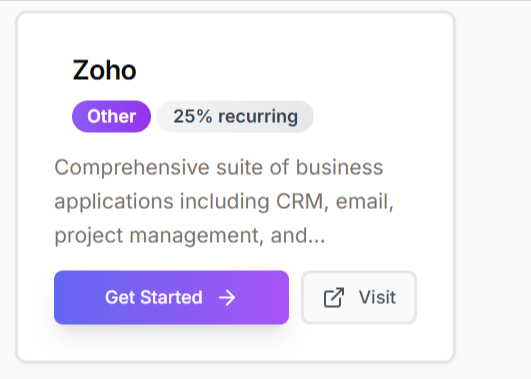 Zoho
Other 25% recurring
Comprehensive suite of business
applications including CRM, email,
project management, and...
Get Started Visit